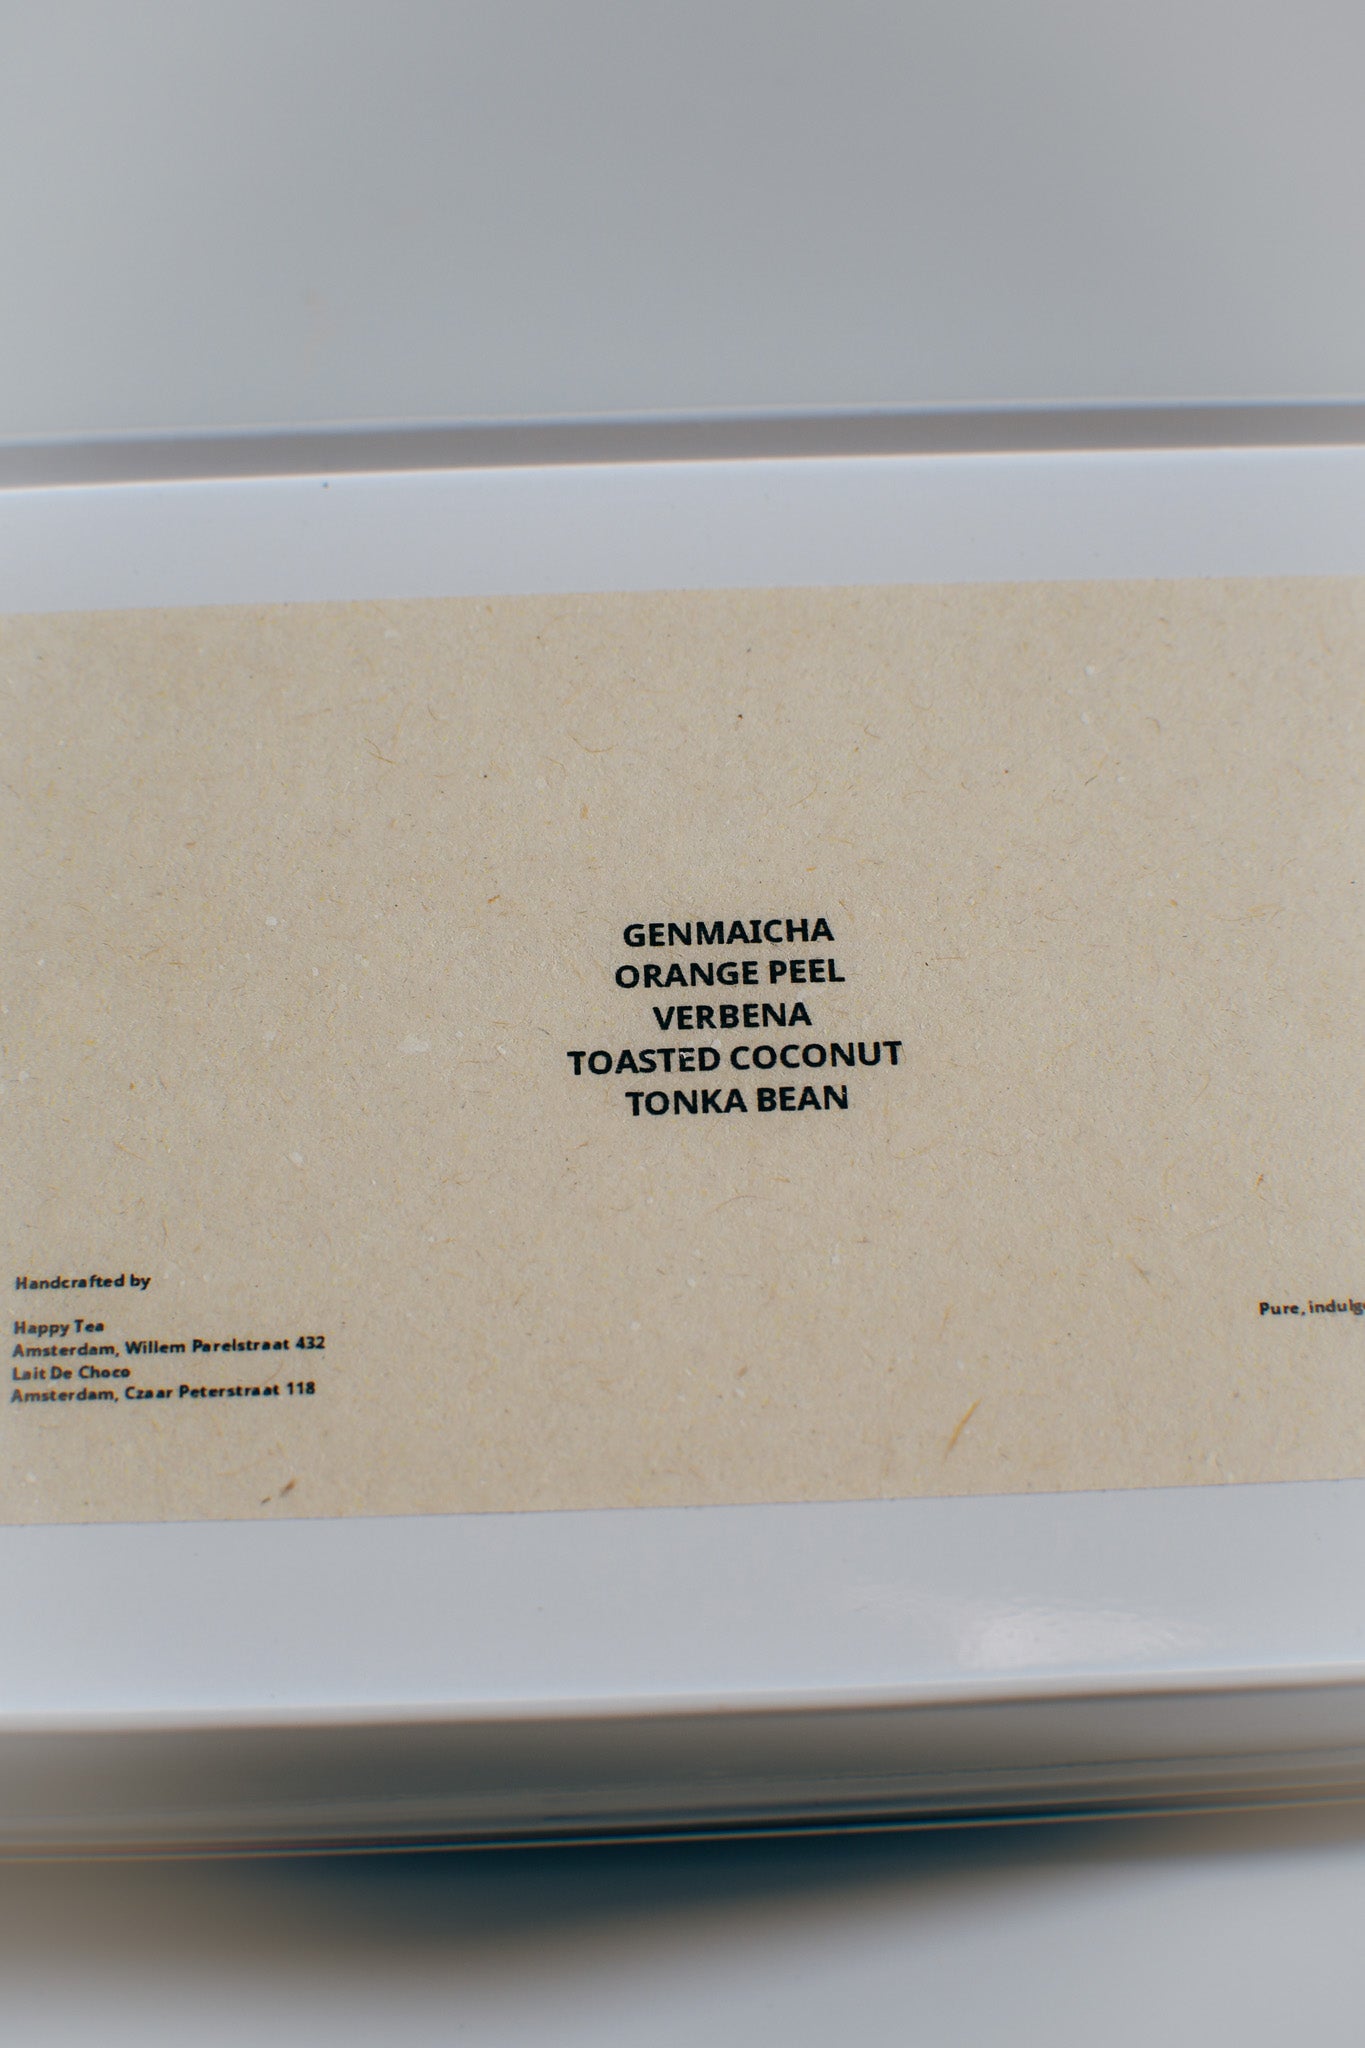 GENMAICHA
ORANGE PEEL
VERBENA
TOASTED COCONUT
TONKA BEAN
Handcrafted by
Happy Tea
Amsterdam, Willem Parelstraat 432
Lait De Choco
Amsterdam, Czaar Peterstraat 118
Pure,